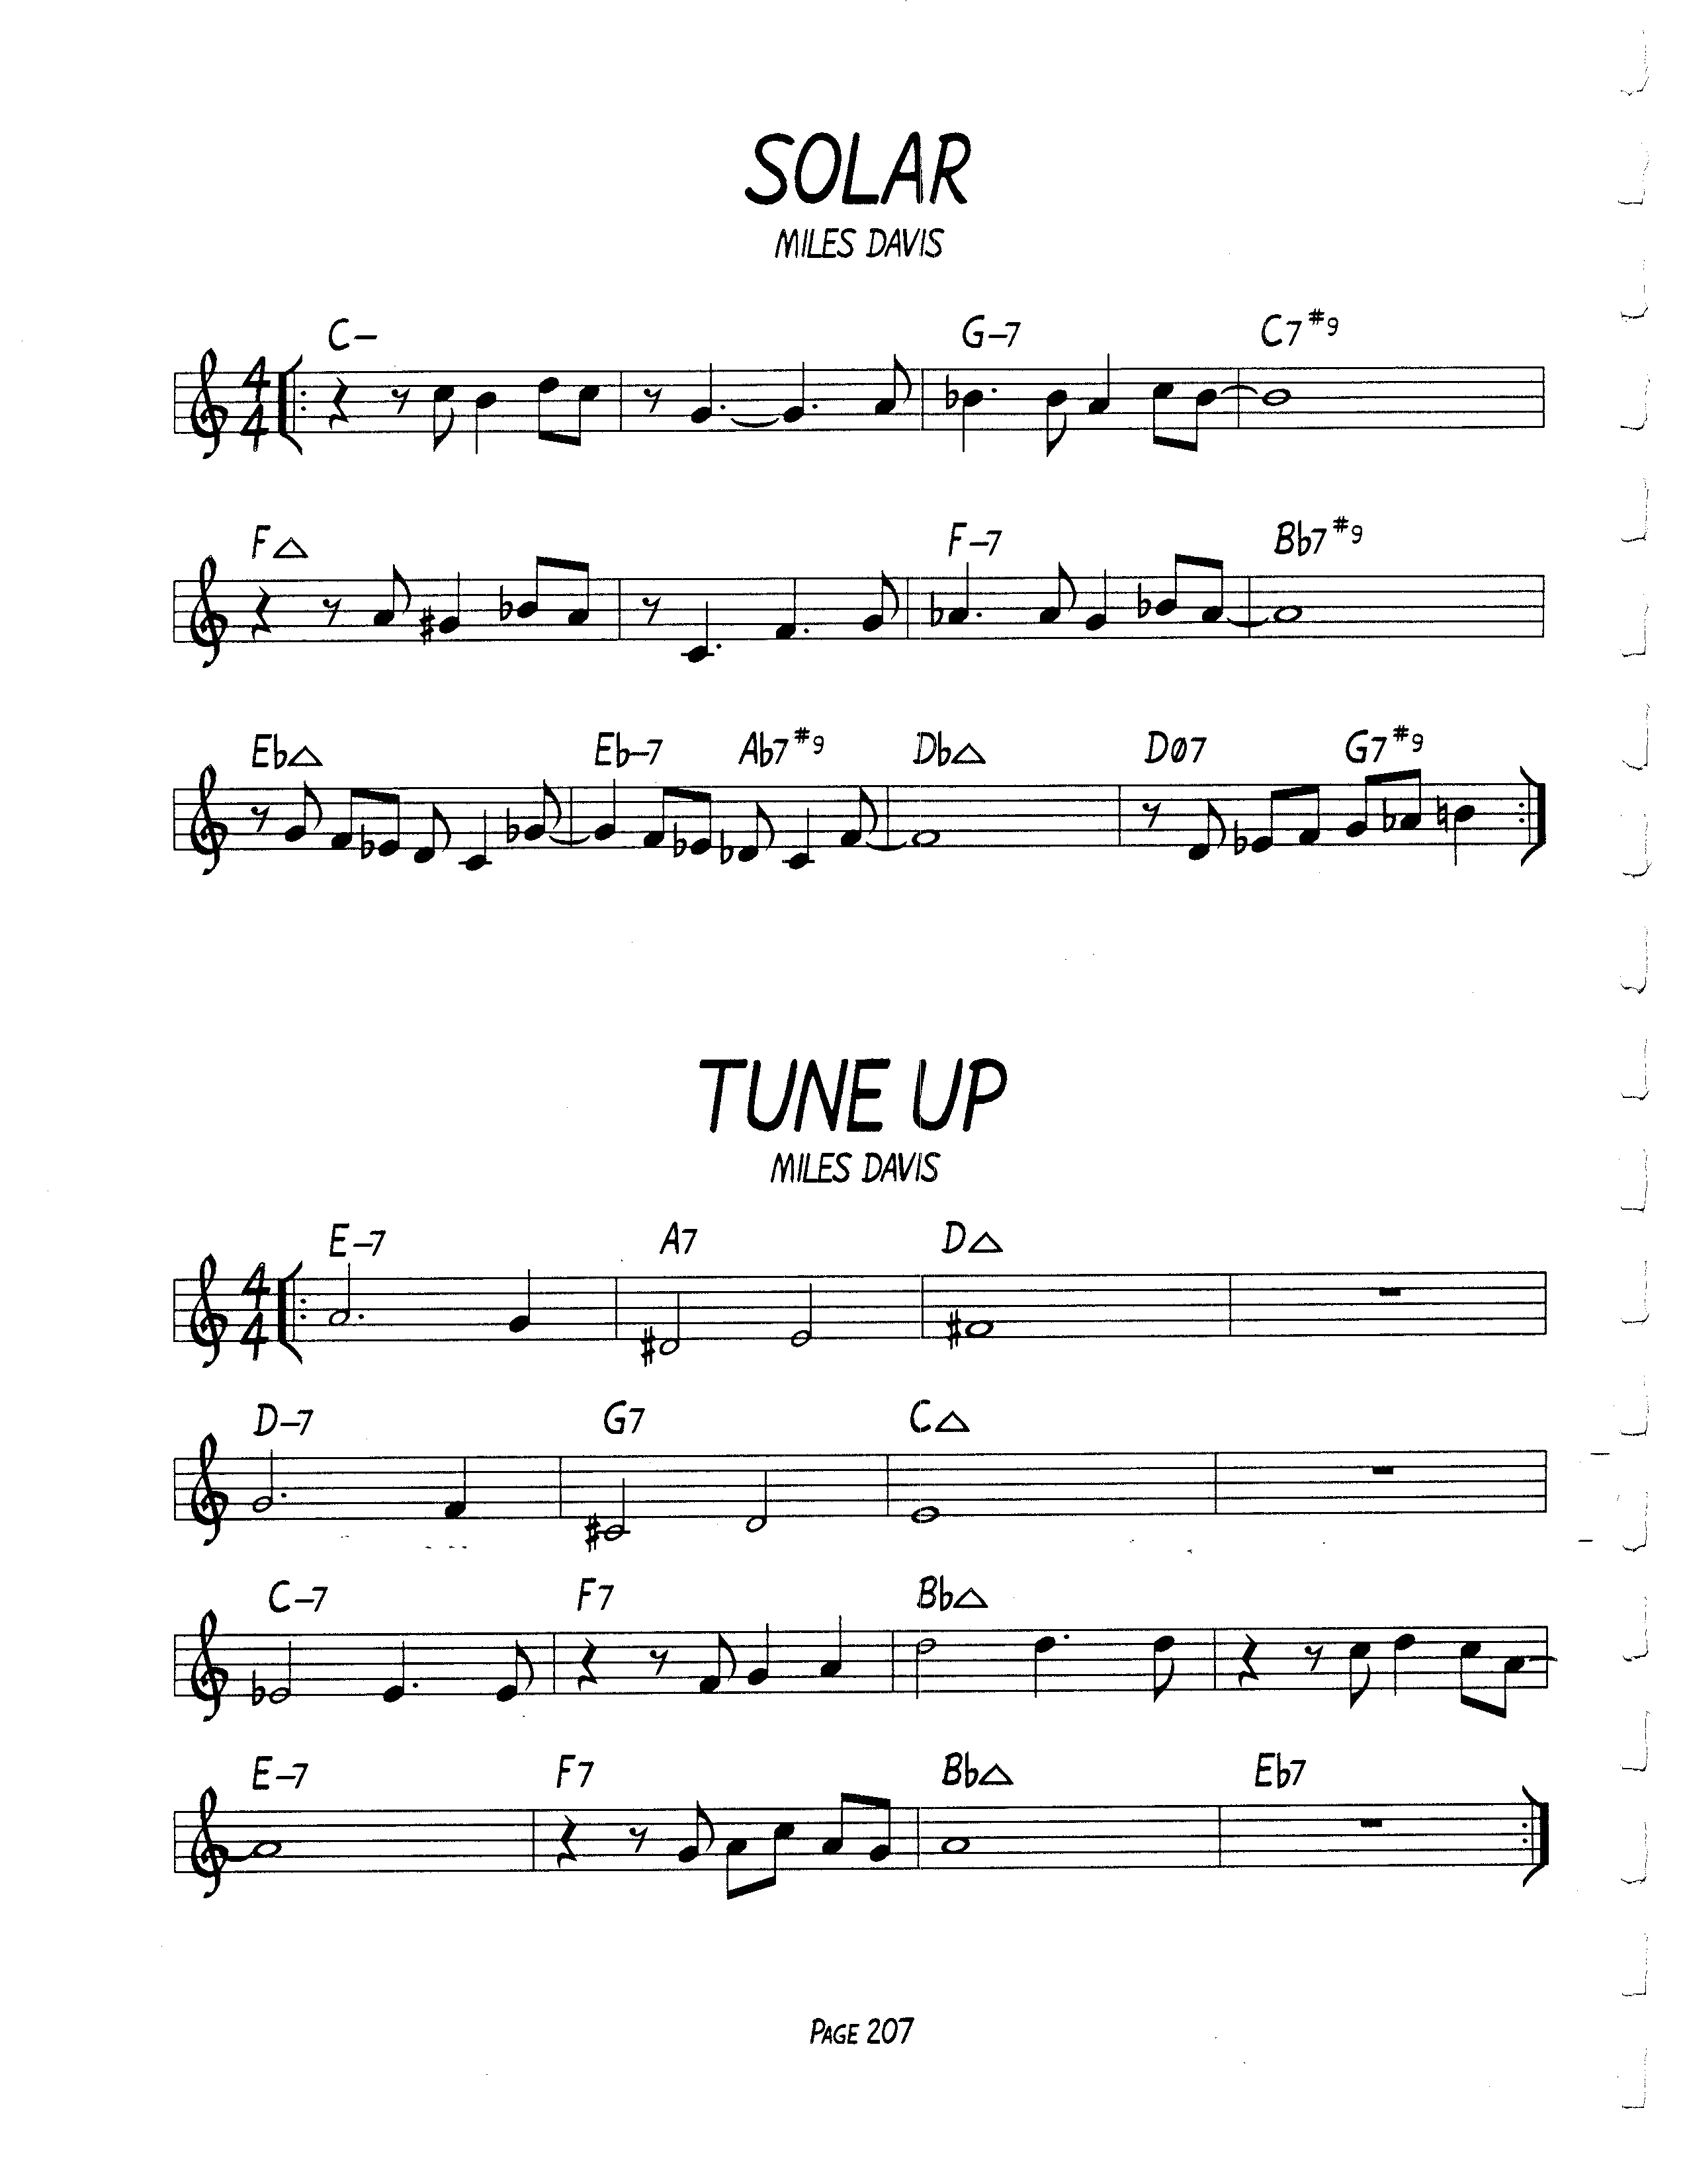 SOLAR
MILES DAVIS
C– G–7 C7#9
4
4
F△ F–7 Bb7#9
Eb△ Eb–7 Ab7#9 Db△ Dø7 G7#9
TUNE UP
MILES DAVIS
E–7 A7 D△
4
4
D–7 G7 C△
C–7 F7 Bb△
E–7 F7 Bb△ Eb7
PAGE 207